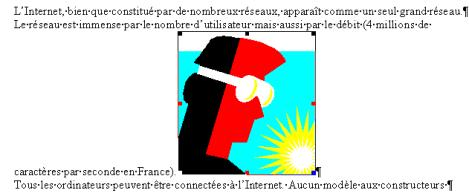 L'Internet, bien que constitué par de nombreux réseaux, apparaît comme un seul grand réseau.¶
Le réseau est immense par le nombre d'utilisateur mais aussi par le débit (4 millions de
caractères par seconde en France).¶
Tous les ordinateurs peuvent être connectées à l'Internet. Aucun modèle aux constructeurs ¶